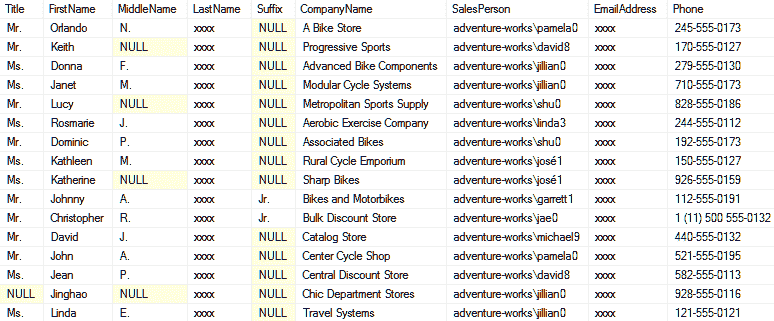 Title FirstName MiddleName LastName Suffix CompanyName SalesPerson EmailAddress Phone
Mr. Orlando N. xxxx NULL A Bike Store adventure-works\pamela0 xxxx 245-555-0173
Mr. Keith NULL xxxx NULL Progressive Sports adventure-works\david8 xxxx 170-555-0127
Ms. Donna F. xxxx NULL Advanced Bike Components adventure-works\jillian0 xxxx 279-555-0130
Ms. Janet M. xxxx NULL Modular Cycle Systems adventure-works\jillian0 xxxx 710-555-0173
Mr. Lucy NULL xxxx NULL Metropolitan Sports Supply adventure-works\shu0 xxxx 828-555-0186
Ms. Rosmarie J. xxxx NULL Aerobic Exercise Company adventure-works\linda3 xxxx 244-555-0112
Mr. Dominic P. xxxx NULL Associated Bikes adventure-works\shu0 xxxx 192-555-0173
Ms. Kathleen M. xxxx NULL Rural Cycle Emporium adventure-works\josé1 xxxx 150-555-0127
Ms. Katherine NULL xxxx NULL Sharp Bikes adventure-works\josé1 xxxx 926-555-0159
Mr. Johnny A. xxxx Jr. Bikes and Motorbikes adventure-works\garrett1 xxxx 112-555-0191
Mr. Christopher R. xxxx Jr. Bulk Discount Store adventure-works\jae0 xxxx 1 (11) 500 555-0132
Mr. David J. xxxx NULL Catalog Store adventure-works\michael9 xxxx 440-555-0132
Mr. John A. xxxx NULL Center Cycle Shop adventure-works\pamela0 xxxx 521-555-0195
Ms. Jean P. xxxx NULL Central Discount Store adventure-works\david8 xxxx 582-555-0113
NULL Jinghao NULL xxxx NULL Chic Department Stores adventure-works\jillian0 xxxx 928-555-0116
Ms. Linda E. xxxx NULL Travel Systems adventure-works\jillian0 xxxx 121-555-0121